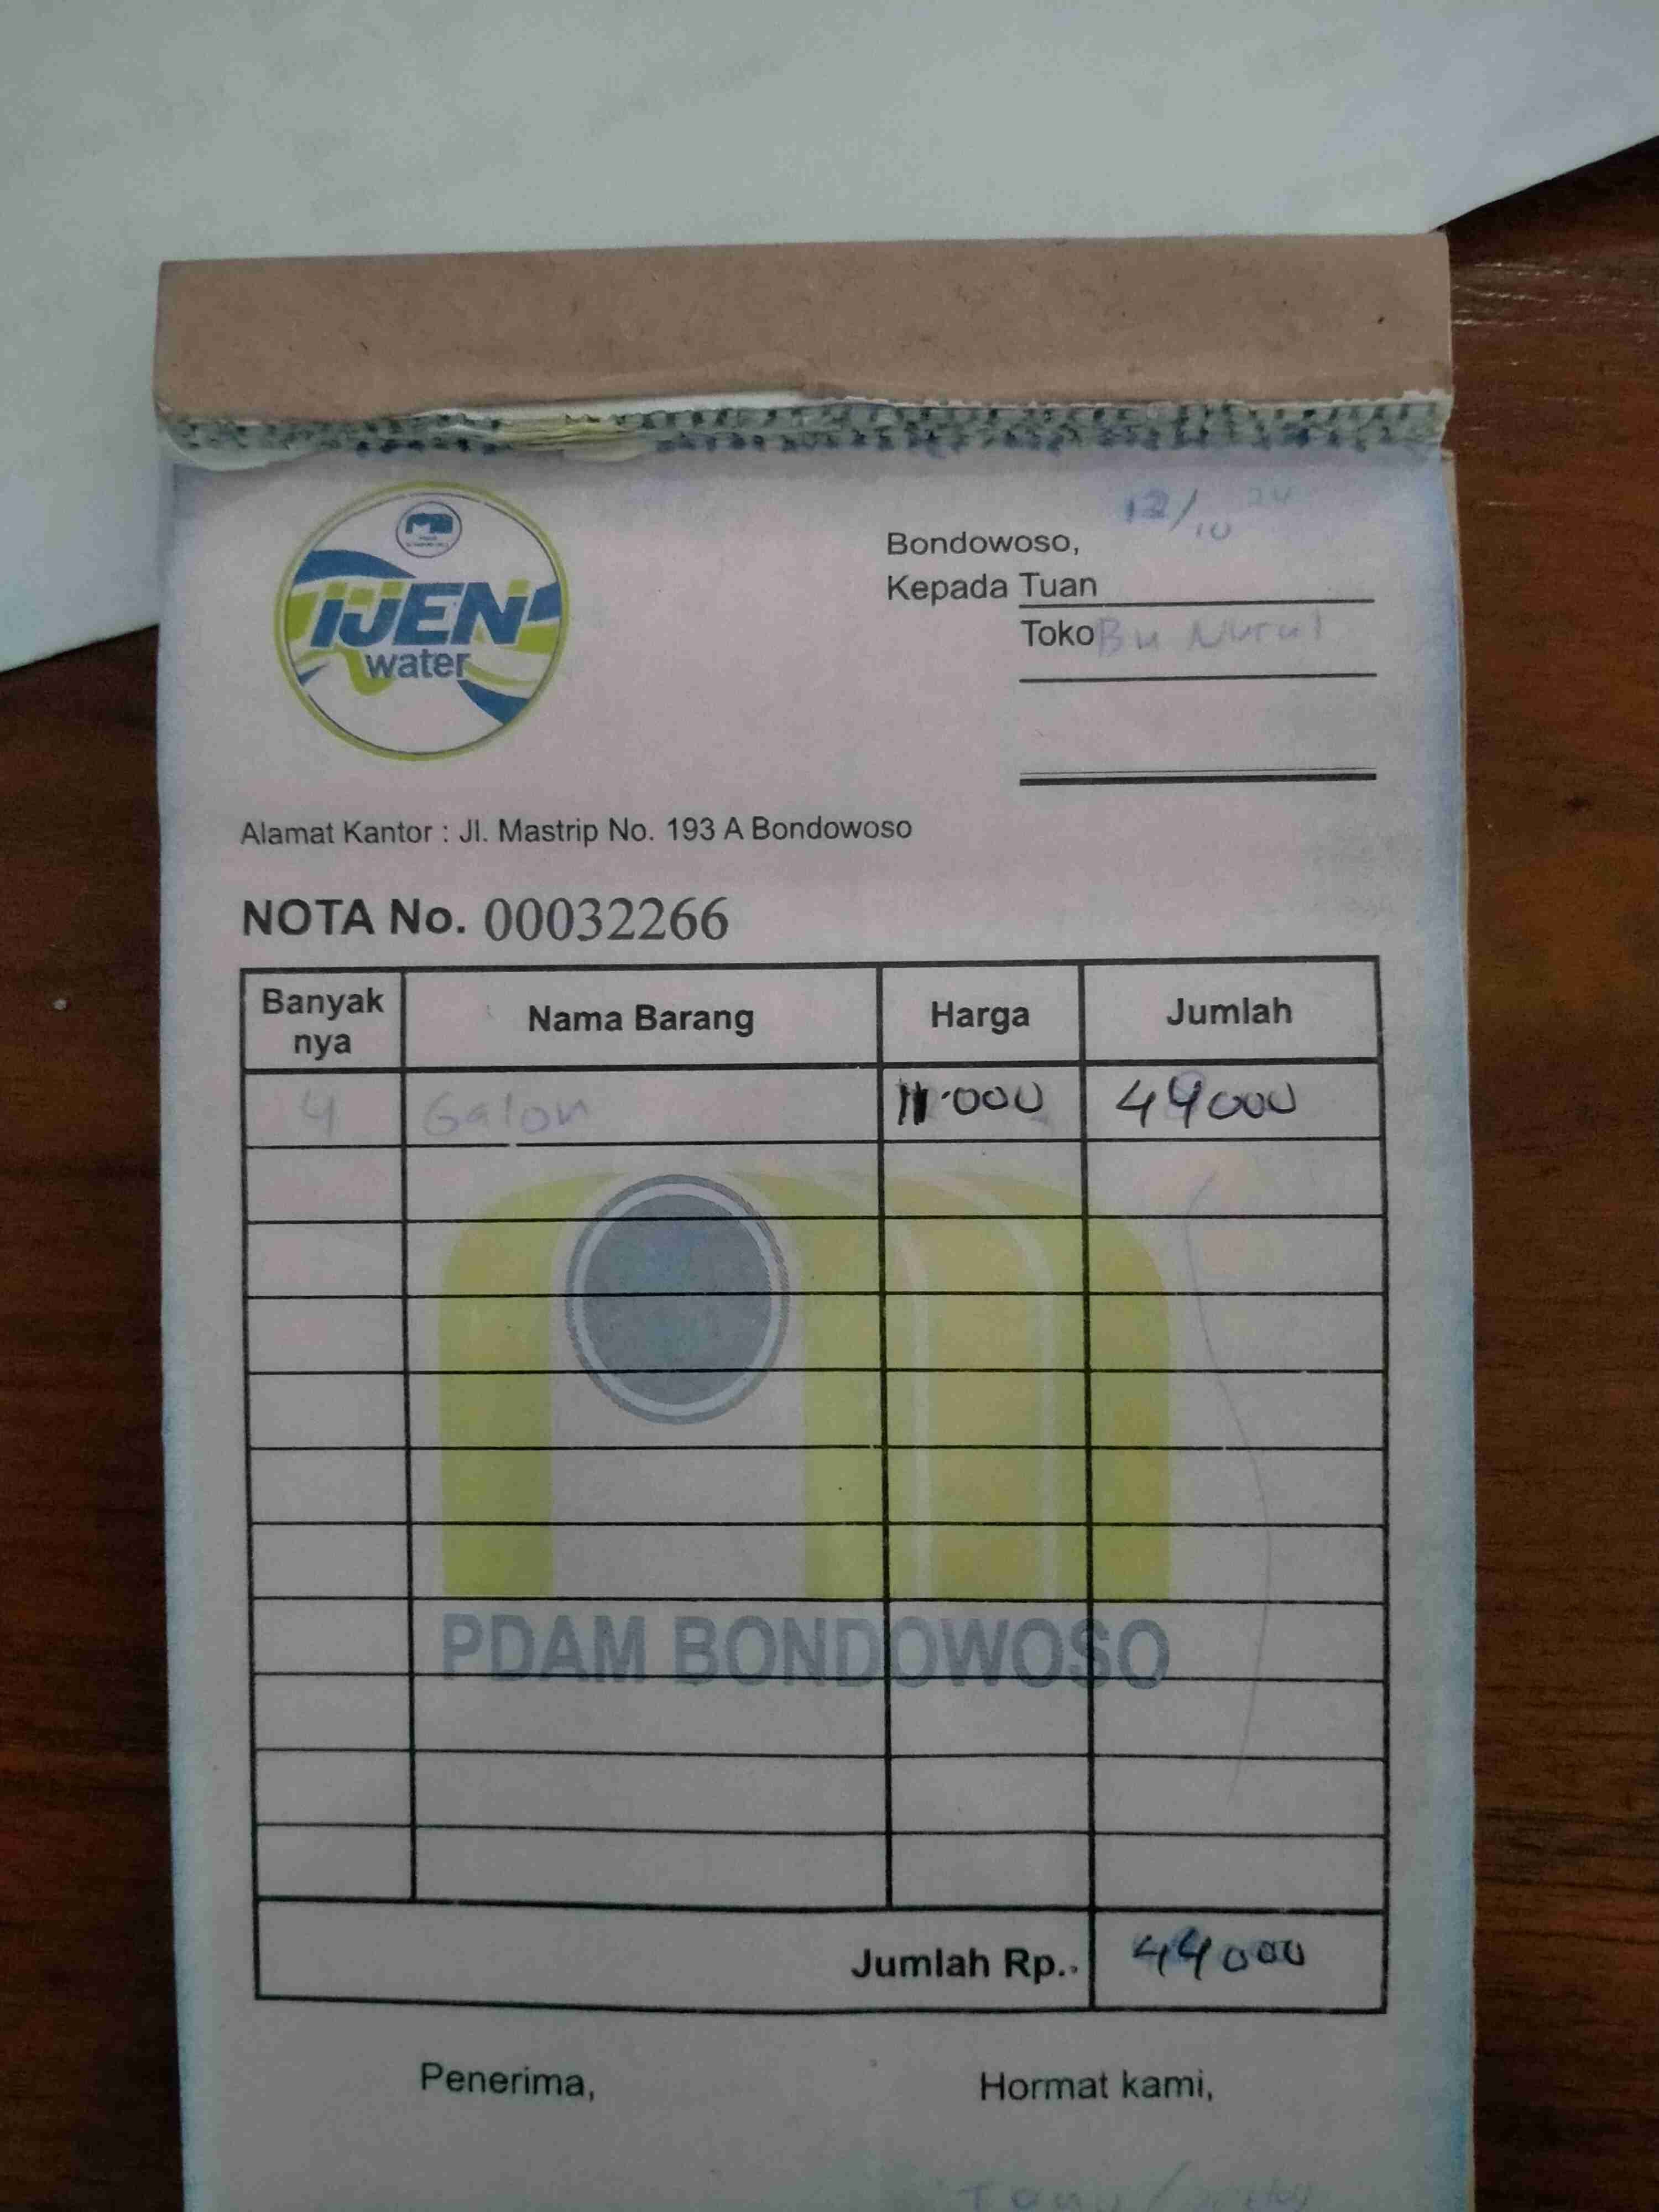 IJEN
water
12/10 24
Bondowoso,
Kepada Tuan
Toko Bu Nurul
Alamat Kantor : Jl. Mastrip No. 193 A Bondowoso
NOTA No. 00032266
Banyak nya Nama Barang Harga Jumlah
4 Galon 11.000 44000
PDAM BONDOWOSO
Jumlah Rp.. 44000
Penerima, Hormat kami,